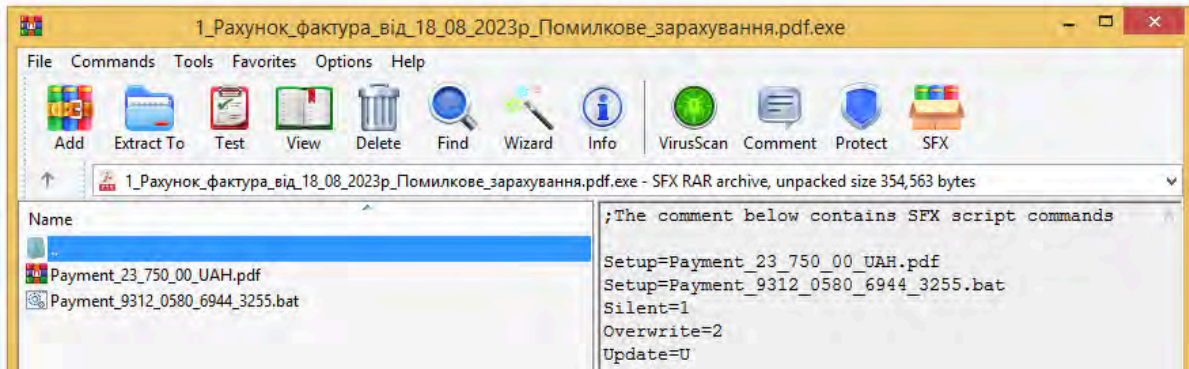 1_Рахунок_фактура_від_18_08_2023р_Помилкове_зарахування.pdf.exe
File Commands Tools Favorites Options Help
Add Extract To Test View Delete Find Wizard Info VirusScan Comment Protect SFX
1_Рахунок_фактура_від_18_08_2023р_Помилкове_зарахування.pdf.exe - SFX RAR archive, unpacked size 354,563 bytes
Name
..
Payment_23_750_00_UAH.pdf
Payment_9312_0580_6944_3255.bat
;The comment below contains SFX script commands
Setup=Payment_23_750_00_UAH.pdf
Setup=Payment_9312_0580_6944_3255.bat
Silent=1
Overwrite=2
Update=U